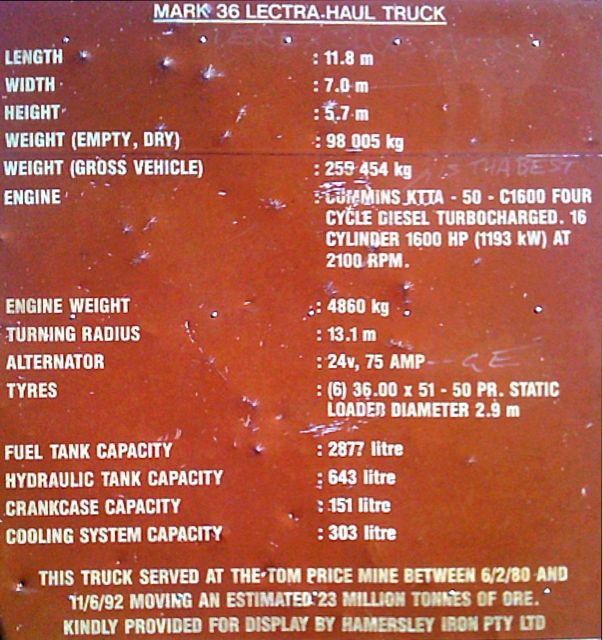 MARK 36 LECTRA.HAUL TRUCK
LENGTH : 11.8 m
WIDTH : 7.0 m
HEIGHT : 5.7 m
WEIGHT (EMPTY, DRY) : 98 005 kg
WEIGHT (GROSS VEHICLE) : 259 454 kg
THA BEST
ENGINE : CUMMINS KTTA - 50 - C1600 FOUR
CYCLE DIESEL TURBOCHARGED. 16
CYLINDER 1600 HP (1193 kW) AT
2100 RPM.
ENGINE WEIGHT : 4860 kg
TURNING RADIUS : 13.1 m
ALTERNATOR : 24v, 75 AMP
TYRES : (6) 36.00 x 51 - 50 PR. STATIC
LOADED DIAMETER 2.9 m
FUEL TANK CAPACITY : 2877 litre
HYDRAULIC TANK CAPACITY : 643 litre
CRANKCASE CAPACITY : 151 litre
COOLING SYSTEM CAPACITY : 303 litre
THIS TRUCK SERVED AT THE TOM PRICE MINE BETWEEN 6/2/80 AND
11/6/92 MOVING AN ESTIMATED 23 MILLION TONNES OF ORE.
KINDLY PROVIDED FOR DISPLAY BY HAMERSLEY IRON PTY LTD